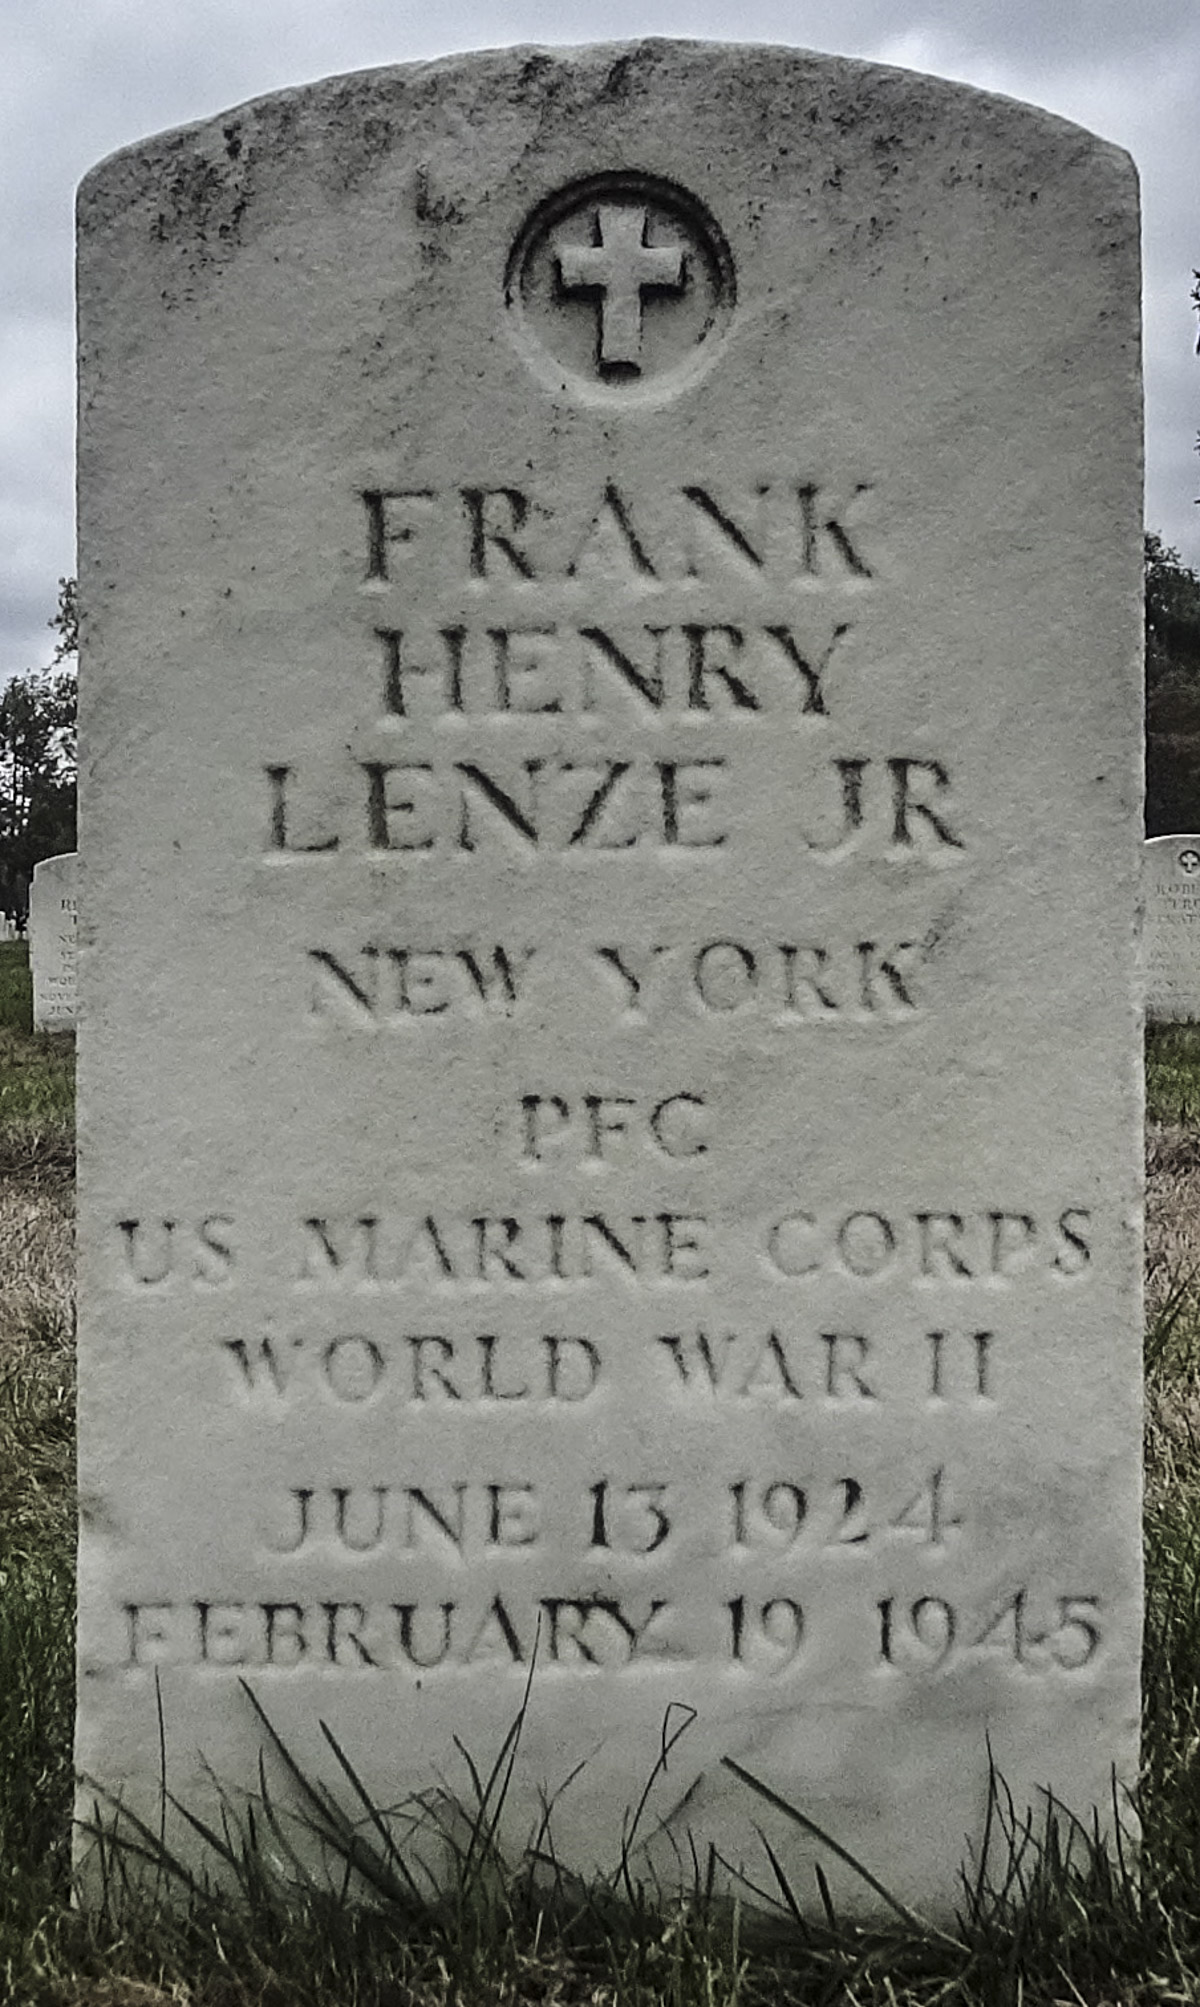 FRANK
HENRY
LENZE JR
NEW YORK
PFC
US MARINE CORPS
WORLD WAR II
JUNE 13 1924
FEBRUARY 19 1945